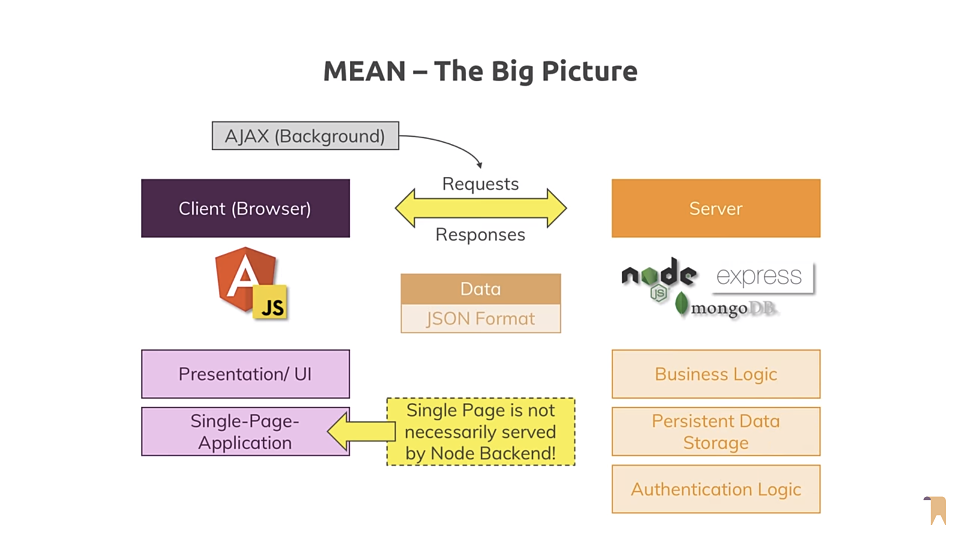 MEAN – The Big Picture
AJAX (Background)
Requests
Client (Browser)
Server
Responses
A
JS
node
JS
express
mongoDB
Data
JSON Format
Presentation/ UI
Business Logic
Single-Page-
Application
Single Page is not
necessarily served
by Node Backend!
Persistent Data
Storage
Authentication Logic